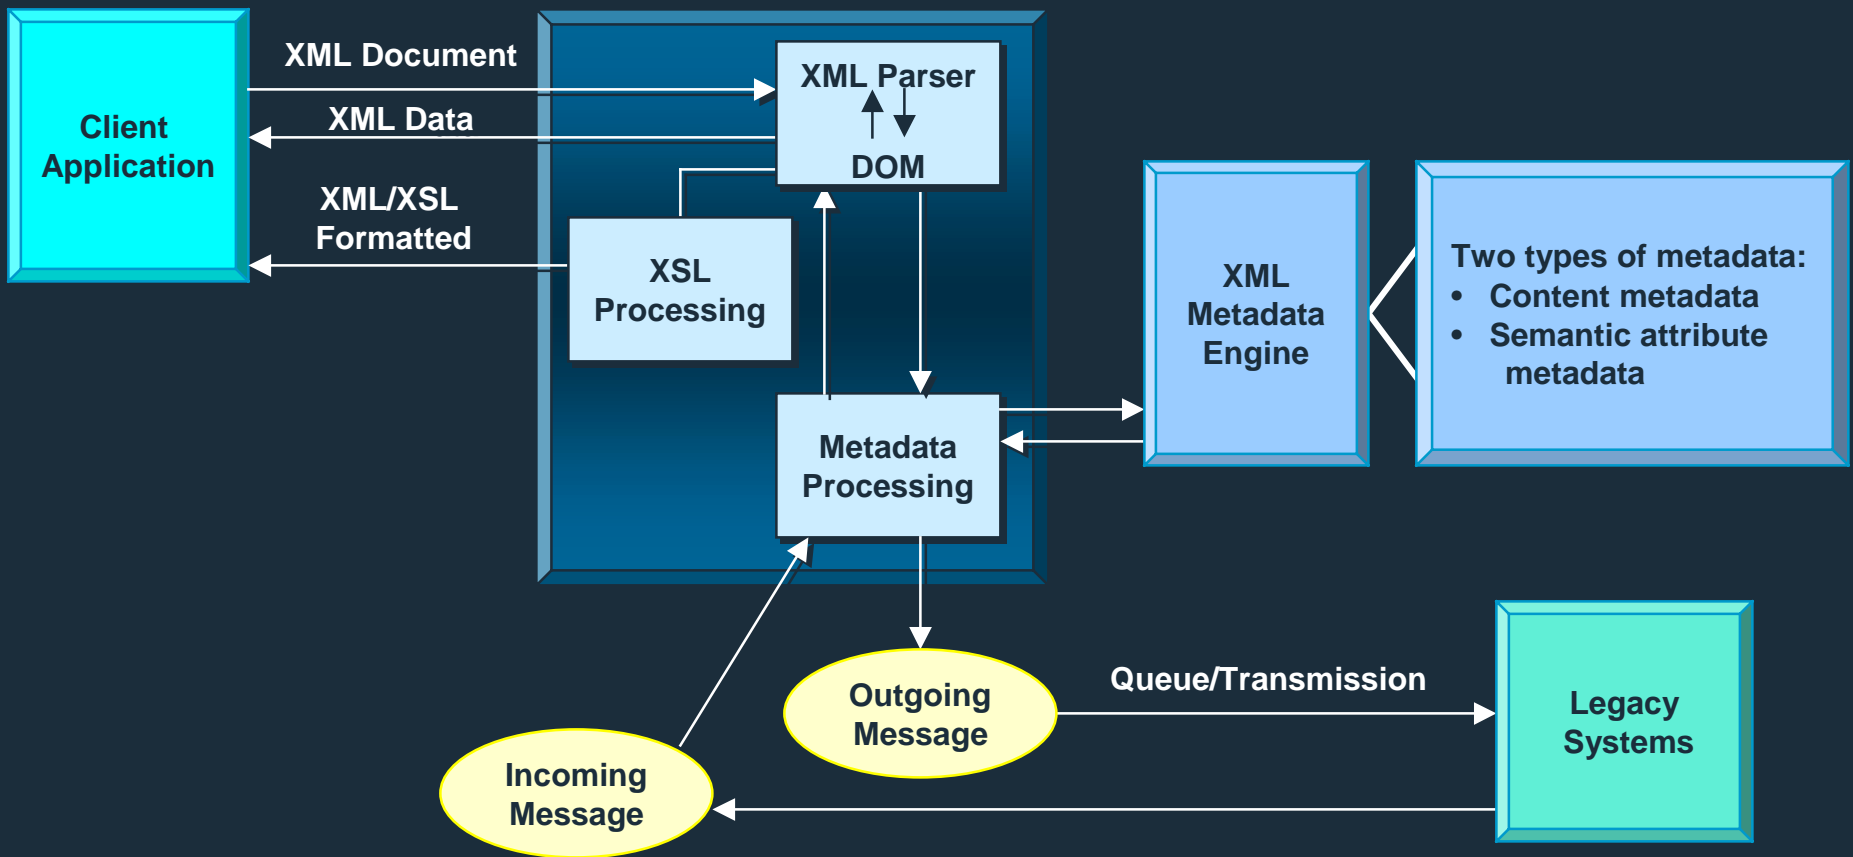 Client
Application
XML Document
XML Data
XML/XSL
Formatted
XML Parser
DOM
XSL
Processing
Metadata
Processing
XML
Metadata
Engine
Two types of metadata:
• Content metadata
• Semantic attribute
metadata
Outgoing
Message
Queue/Transmission
Legacy
Systems
Incoming
Message